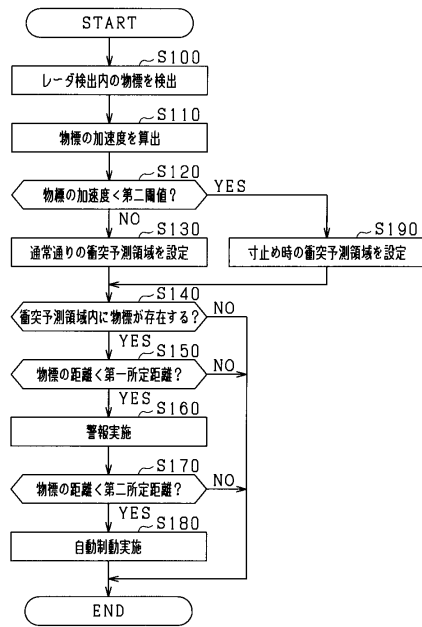 START
S100
レーダ検出内の物標を検出
S110
物標の加速度を算出
S120
物標の加速度<第二閾値?
YES
NO
S130
通常通りの衝突予測領域を設定
S190
寸止め時の衝突予測領域を設定
S140
衝突予測領域内に物標が存在する?
NO
YES
S150
物標の距離<第一所定距離?
NO
YES
S160
警報実施
S170
物標の距離<第二所定距離?
NO
YES
S180
自動制動実施
END